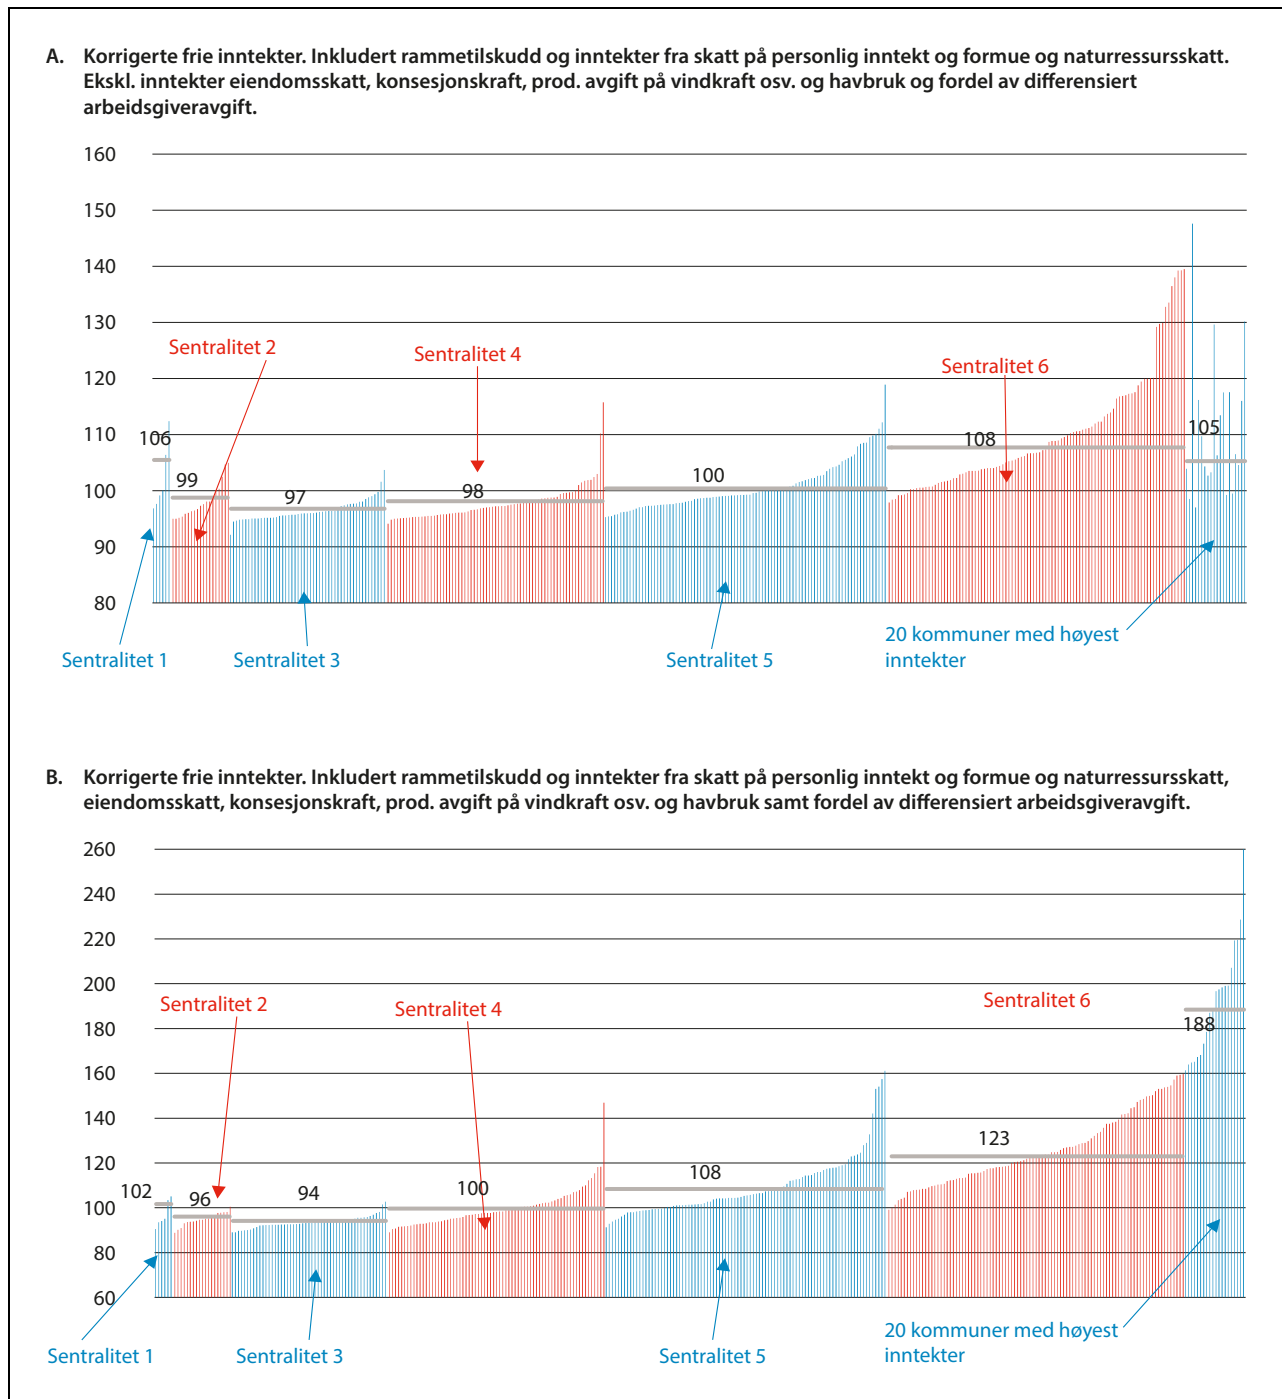 A. Korrigerte frie inntekter. Inkludert rammetilskudd og inntekter fra skatt på personlig inntekt og formue og naturressursskatt.
Ekskl. inntekter eiendomsskatt, konsesjonskraft, prod. avgift på vindkraft osv. og havbruk og fordel av differensiert
arbeidsgiveravgift.
160
150
140
130
120
110
100
90
80
Sentralitet 2
Sentralitet 4
Sentralitet 6
106
99
97
98
100
108
105
Sentralitet 1
Sentralitet 3
Sentralitet 5
20 kommuner med høyest
inntekter
B. Korrigerte frie inntekter. Inkludert rammetilskudd og inntekter fra skatt på personlig inntekt og formue og naturressursskatt,
eiendomsskatt, konsesjonskraft, prod. avgift på vindkraft osv. og havbruk samt fordel av differensiert arbeidsgiveravgift.
260
240
220
200
180
160
140
120
100
80
60
Sentralitet 2
Sentralitet 4
Sentralitet 6
102
96
94
100
108
123
188
Sentralitet 1
Sentralitet 3
Sentralitet 5
20 kommuner med høyest
inntekter